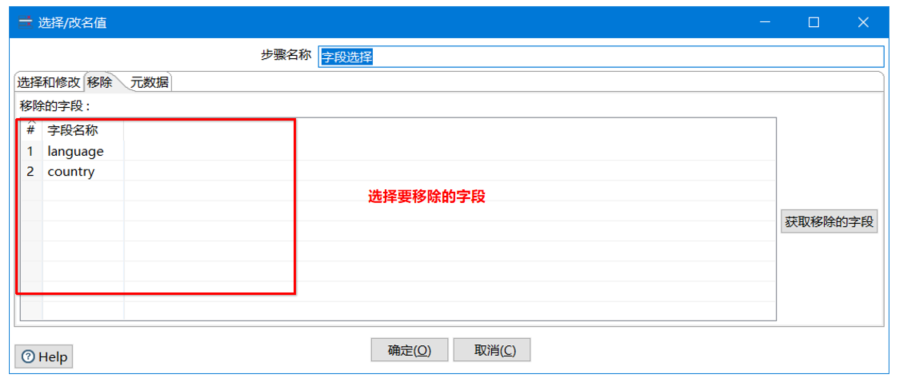 选择/改名值
步骤名称 字段选择
选择和修改 移除 元数据
移除的字段 :
# 字段名称
1 language
2 country
选择要移除的字段
获取移除的字段
Help 确定(O) 取消(C)